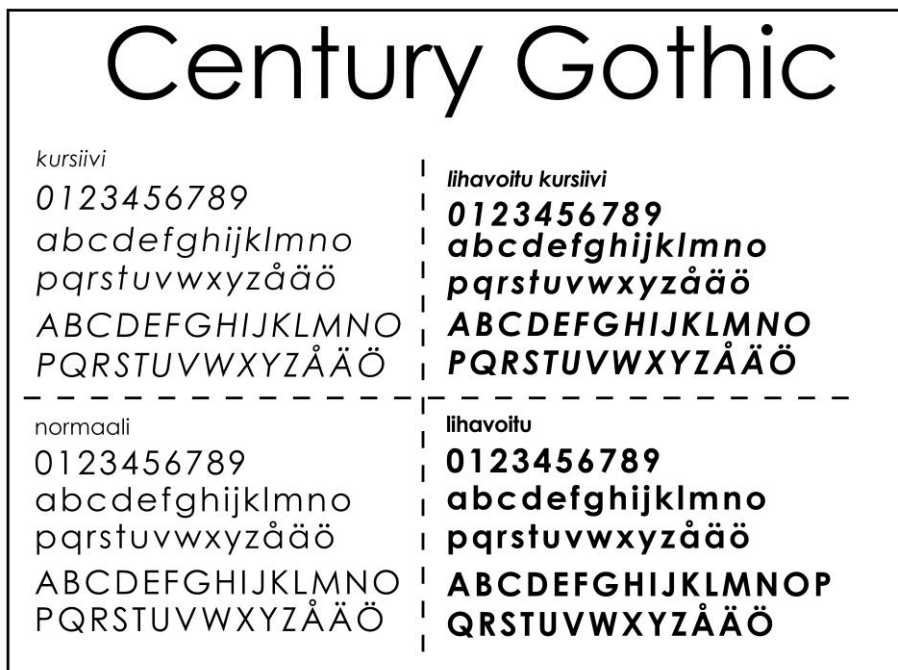 Century Gothic
kursiivi
0123456789
abcdefghijklmno
pqrstuvwxyzåäö
ABCDEFGHIJKLMNO
PQRSTUVWXYZÅÄÖ
lihavoitu kursiivi
0123456789
abcdefghijklmno
pqrstuvwxyzåäö
ABCDEFGHIJKLMNO
PQRSTUVWXYZÅÄÖ
normaali
0123456789
abcdefghijklmno
pqrstuvwxyzåäö
ABCDEFGHIJKLMNO
PQRSTUVWXYZÅÄÖ
lihavoitu
0123456789
abcdefghijklmno
pqrstuvwxyzåäö
ABCDEFGHIJKLMNOP
QRSTUVWXYZÅÄÖ